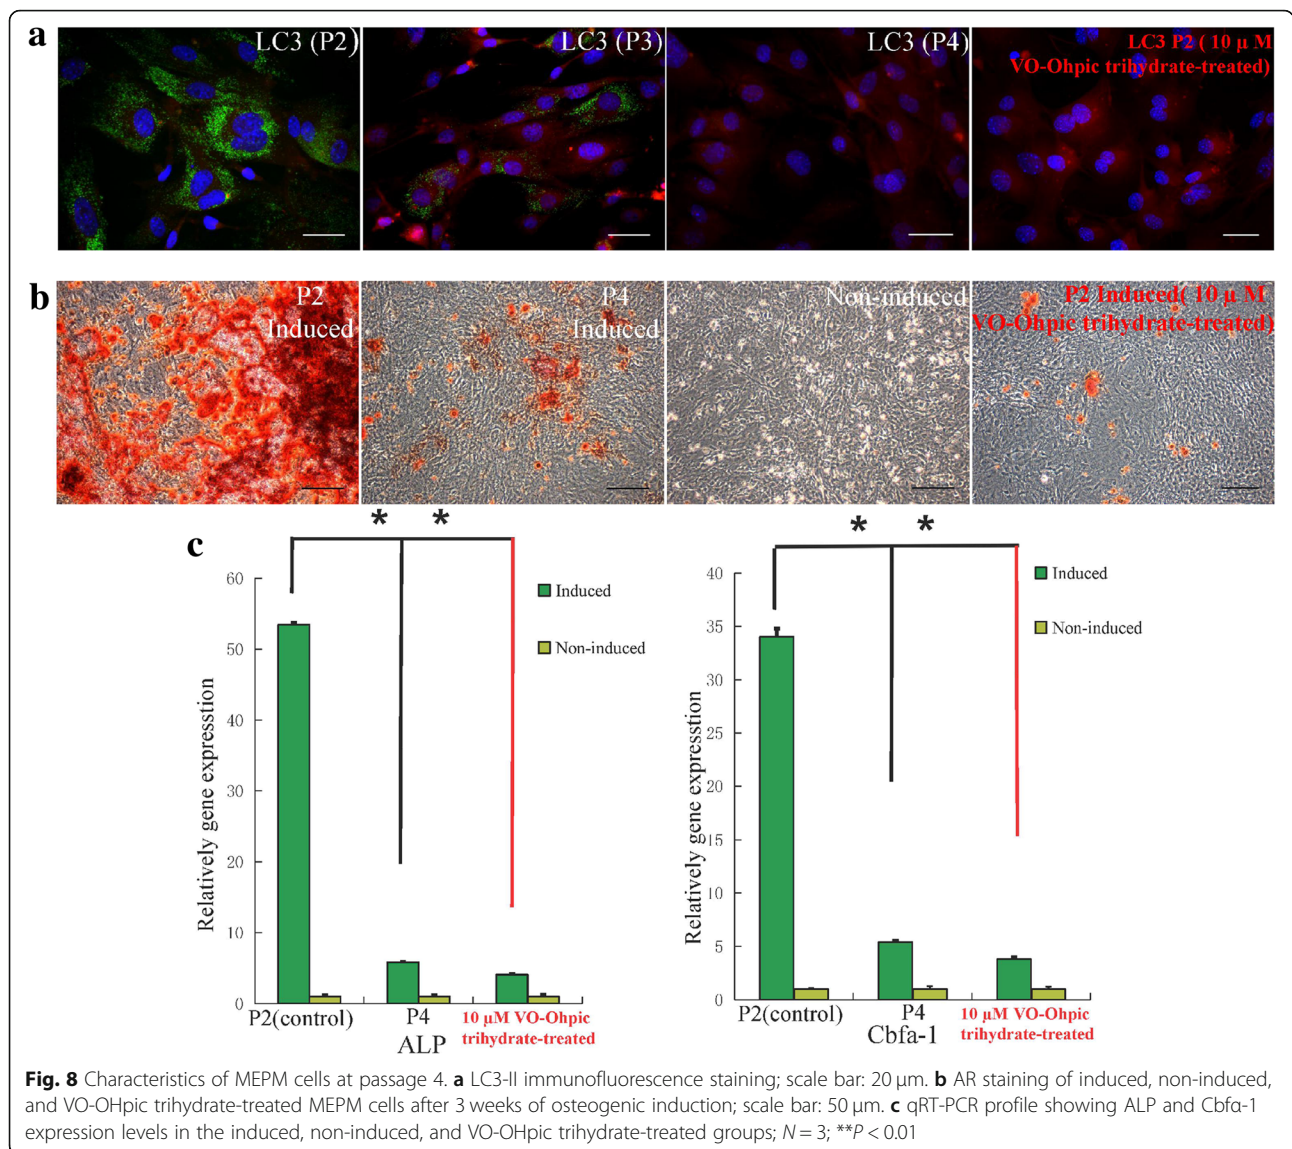 a
LC3 (P2)
LC3 (P3)
LC3 (P4)
LC3 P2 ( 10 μ M
VO-Ohpic trihydrate-treated)
b
P2
Induced
P4
Induced
Non-induced
P2 Induced( 10 μ M
VO-Ohpic trihydrate-treated)
c
* *
60
50
40
30
20
10
0
Relatively gene expresstion
Induced
Non-induced
P2(control)
P4
10 μM VO-Ohpic
trihydrate-treated
ALP
* *
40
35
30
25
20
15
10
5
0
Relatively gene expresstion
Induced
Non-induced
P2(control)
P4
10 μM VO-Ohpic
trihydrate-treated
Cbfa-1
Fig. 8 Characteristics of MEPM cells at passage 4. a LC3-II immunofluorescence staining; scale bar: 20 μm. b AR staining of induced, non-induced,
and VO-OHpic trihydrate-treated MEPM cells after 3 weeks of osteogenic induction; scale bar: 50 μm. c qRT-PCR profile showing ALP and Cbfα-1
expression levels in the induced, non-induced, and VO-OHpic trihydrate-treated groups; N = 3; **P < 0.01